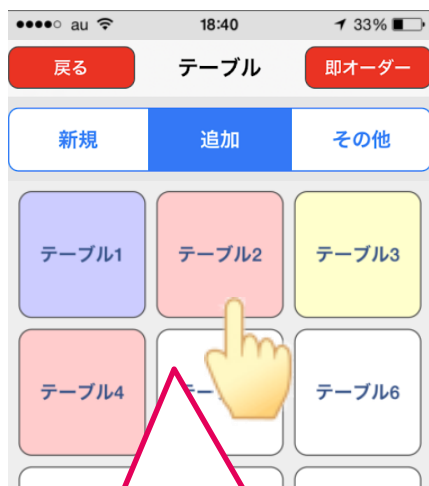 au 18:40 33%
戻る テーブル 即オーダー
新規 追加 その他
テーブル1 テーブル2 テーブル3
テーブル4 テー テーブル6